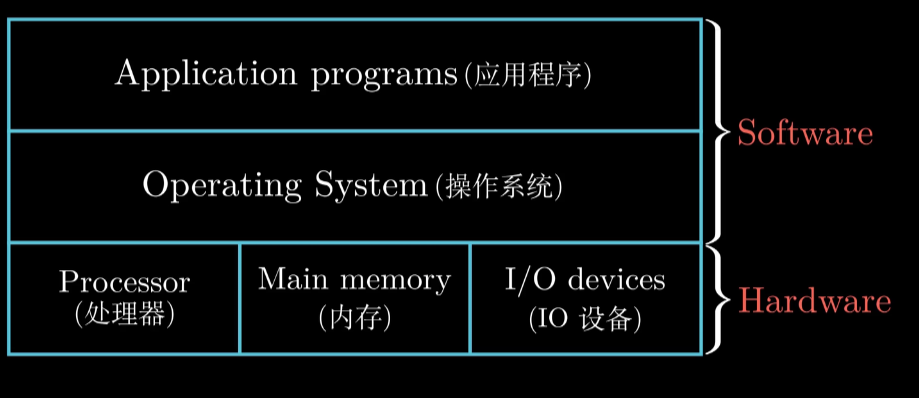 Application programs (应用程序)
Software
Operating System (操作系统)
Processor
(处理器)
Main memory
(内存)
I/O devices
(IO 设备)
Hardware